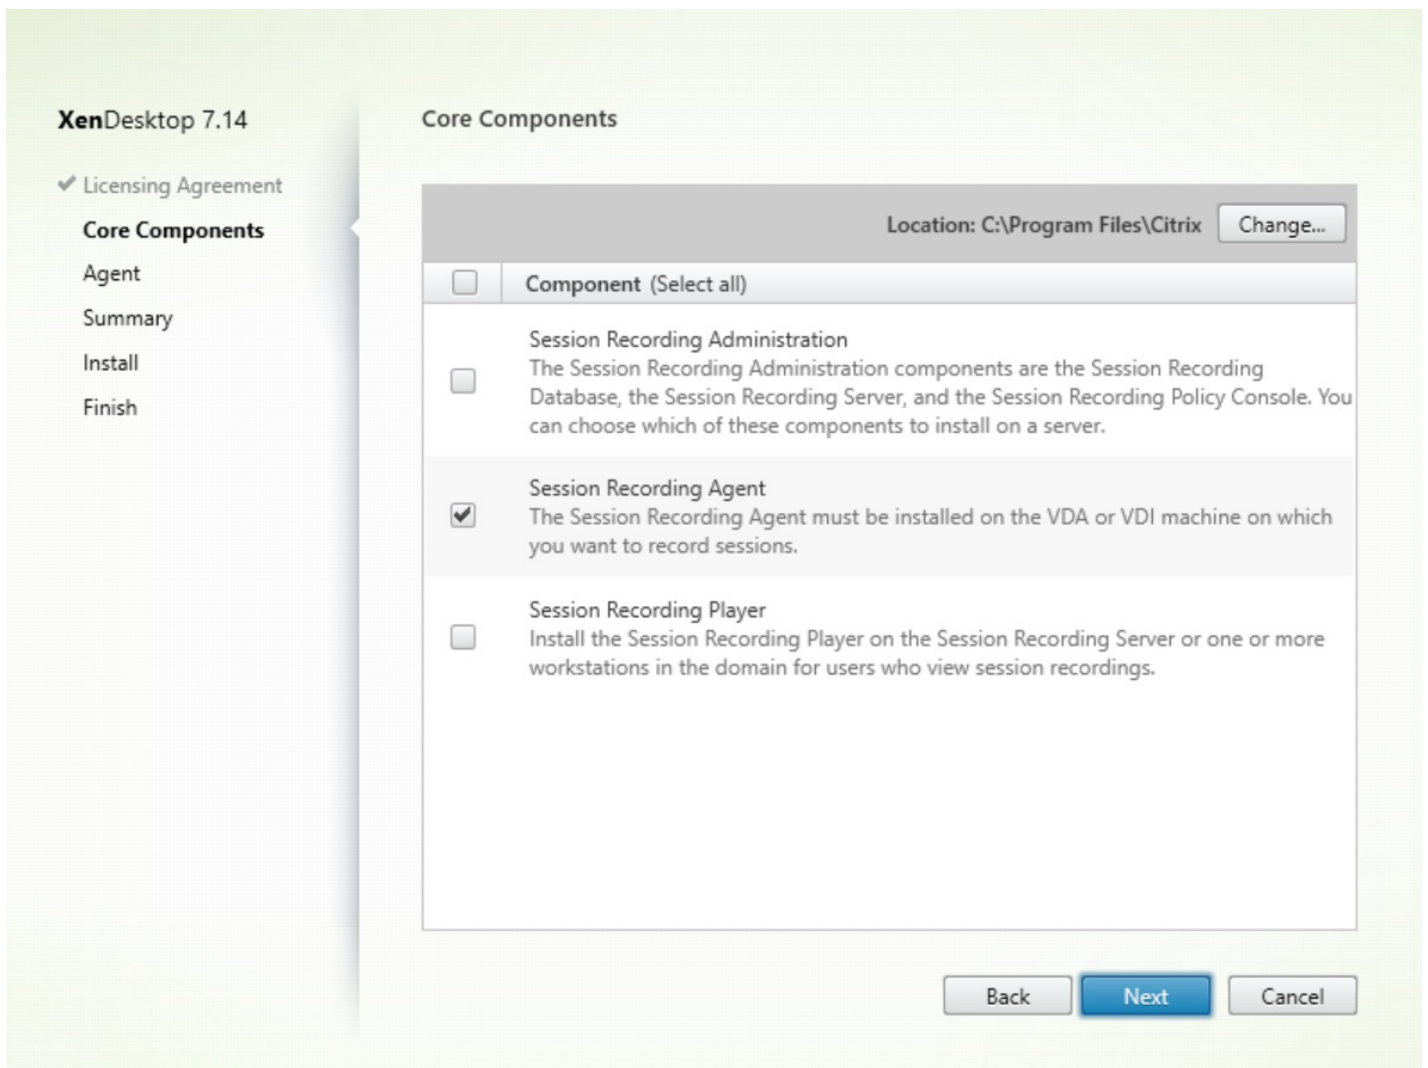 XenDesktop 7.14
Licensing Agreement
Core Components
Agent
Summary
Install
Finish
Core Components
Location: C:\Program Files\Citrix
Change...
Component (Select all)
Session Recording Administration
The Session Recording Administration components are the Session Recording
Database, the Session Recording Server, and the Session Recording Policy Console. You
can choose which of these components to install on a server.
Session Recording Agent
The Session Recording Agent must be installed on the VDA or VDI machine on which
you want to record sessions.
Session Recording Player
Install the Session Recording Player on the Session Recording Server or one or more
workstations in the domain for users who view session recordings.
Back
Next
Cancel